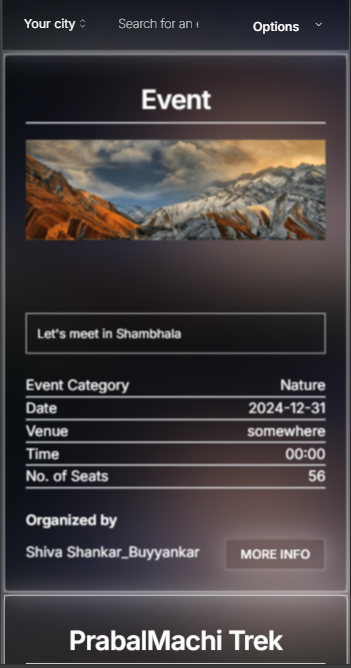 Your city
Search for an e
Options
Event
Let's meet in Shambhala
Event Category Nature
Date 2024-12-31
Venue somewhere
Time 00:00
No. of Seats 56
Organized by
Shiva Shankar_Buyyankar MORE INFO
PrabalMachi Trek